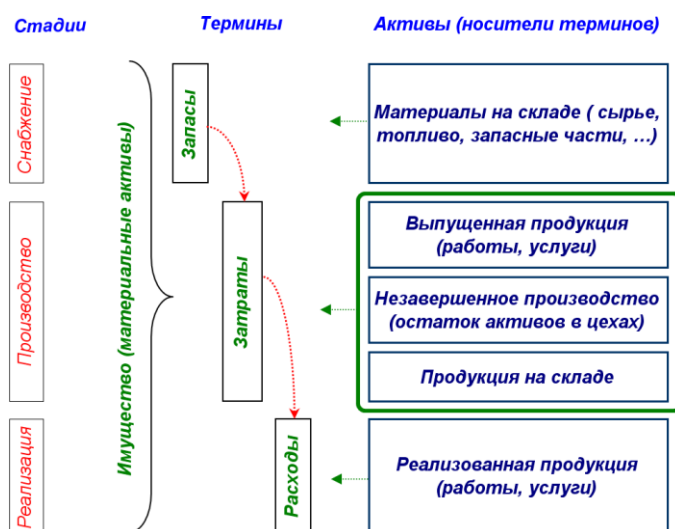 Стадии
Термины
Активы (носители терминов)
Снабжение
Производство
Реализация
Имущество (материальные активы)
Запасы
Затраты
Расходы
Материалы на складе ( сырье,
топливо, запасные части, ...)
Выпущенная продукция
(работы, услуги)
Незавершенное производство
(остаток активов в цехах)
Продукция на складе
Реализованная продукция
(работы, услуги)